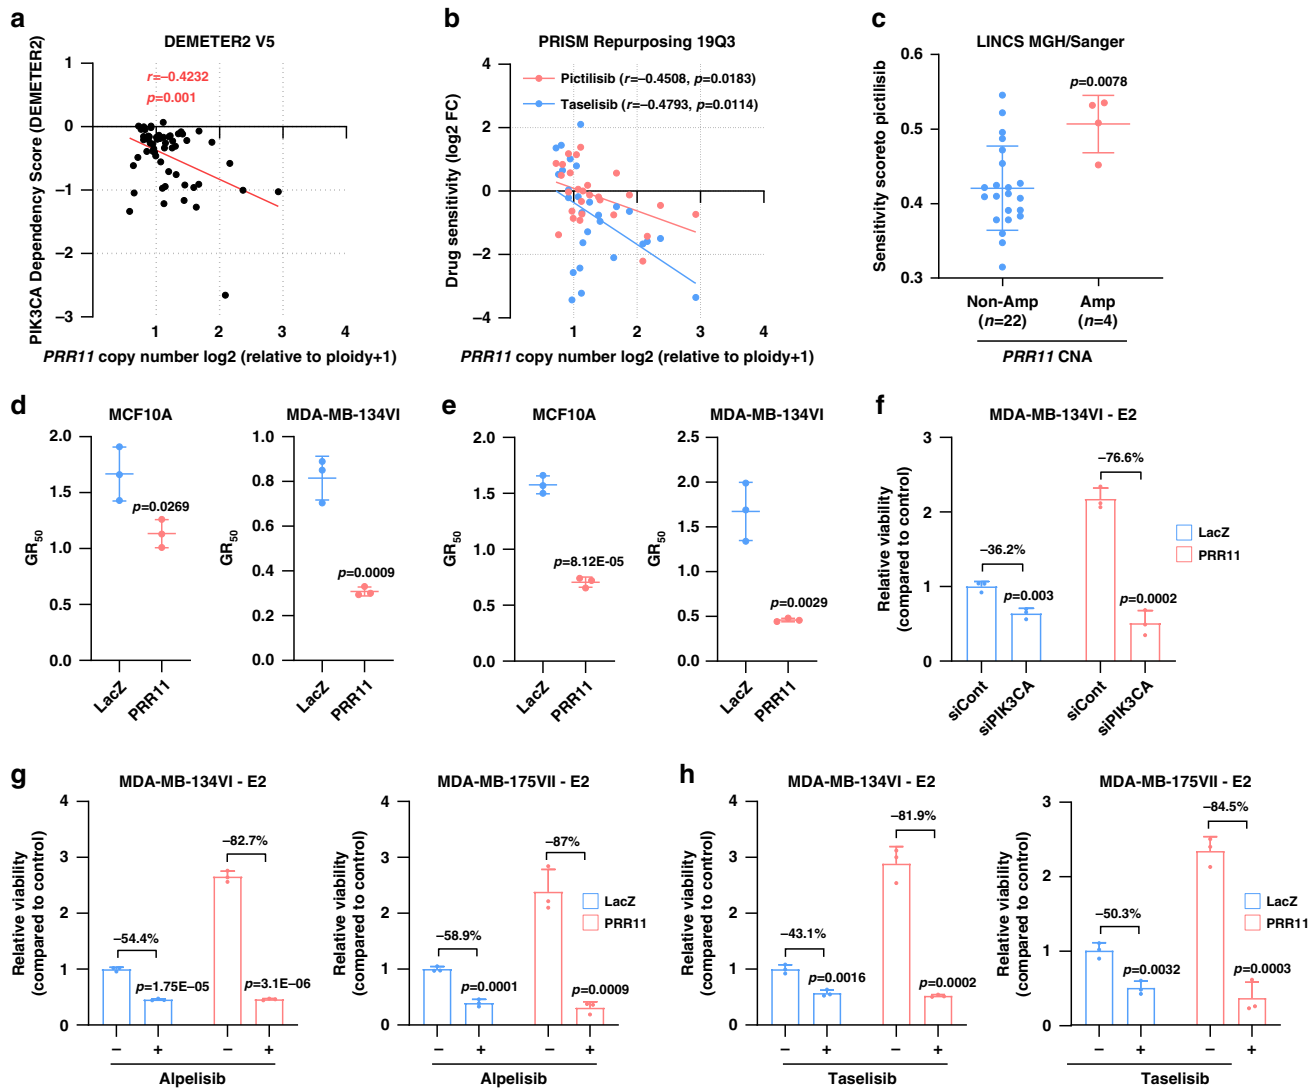 a
DEMETER2 V5
PIK3CA Dependency Score (DEMETER2)
1
0
−1
−2
−3
r=−0.4232
p=0.001
1 2 3 4
PRR11 copy number log2 (relative to ploidy+1)
b
PRISM Repurposing 19Q3
Drug sensitivity (log2 FC)
4
2
0
−2
−4
Pictilisib (r=−0.4508, p=0.0183)
Taselisib (r=−0.4793, p=0.0114)
1 2 3 4
PRR11 copy number log2 (relative to ploidy+1)
c
LINCS MGH/Sanger
Sensitivity scoreto pictilisib
0.6
0.5
0.4
0.3
p=0.0078
Non-Amp Amp
(n=22) (n=4)
PRR11 CNA
d
MCF10A
GR50
2.0
1.5
1.0
0.5
0.0
p=0.0269
LacZ PRR11
MDA-MB-134VI
GR50
1.0
0.8
0.6
0.4
0.2
0.0
p=0.0009
LacZ PRR11
e
MCF10A
GR50
2.0
1.5
1.0
0.5
0.0
p=8.12E-05
LacZ PRR11
MDA-MB-134VI
GR50
2.5
2.0
1.5
1.0
0.5
0.0
p=0.0029
LacZ PRR11
f
MDA-MB-134VI - E2
Relative viability
(compared to control)
3
2
1
0
−36.2%
p=0.003
−76.6%
p=0.0002
siCont siPIK3CA siCont siPIK3CA
LacZ
PRR11
g
MDA-MB-134VI - E2
Relative viability
(compared to control)
4
3
2
1
0
−54.4%
p=1.75E−05
−82.7%
p=3.1E−06
− + − +
Alpelisib
MDA-MB-175VII - E2
Relative viability
(compared to control)
4
3
2
1
0
−58.9%
p=0.0001
−87%
p=0.0009
− + − +
Alpelisib
LacZ
PRR11
h
MDA-MB-134VI - E2
Relative viability
(compared to control)
4
3
2
1
0
−43.1%
p=0.0016
−81.9%
p=0.0002
− + − +
Taselisib
MDA-MB-175VII - E2
Relative viability
(compared to control)
3
2
1
0
−50.3%
p=0.0032
−84.5%
p=0.0003
− + − +
Taselisib
LacZ
PRR11